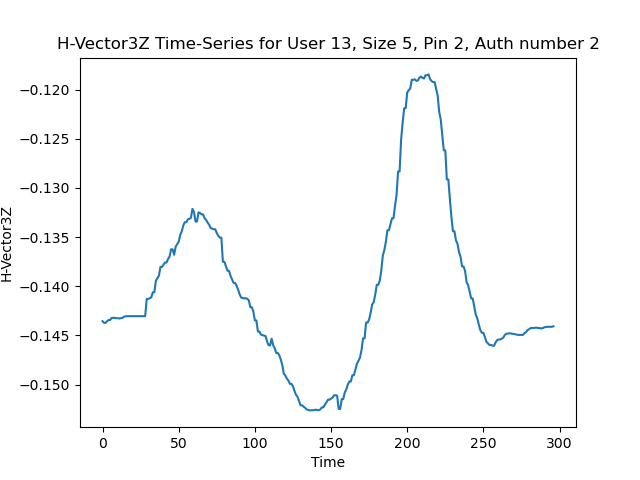 H-Vector3Z Time-Series for User 13, Size 5, Pin 2, Auth number 2
H-Vector3Z
−0.120
−0.125
−0.130
−0.135
−0.140
−0.145
−0.150
0 50 100 150 200 250 300
Time